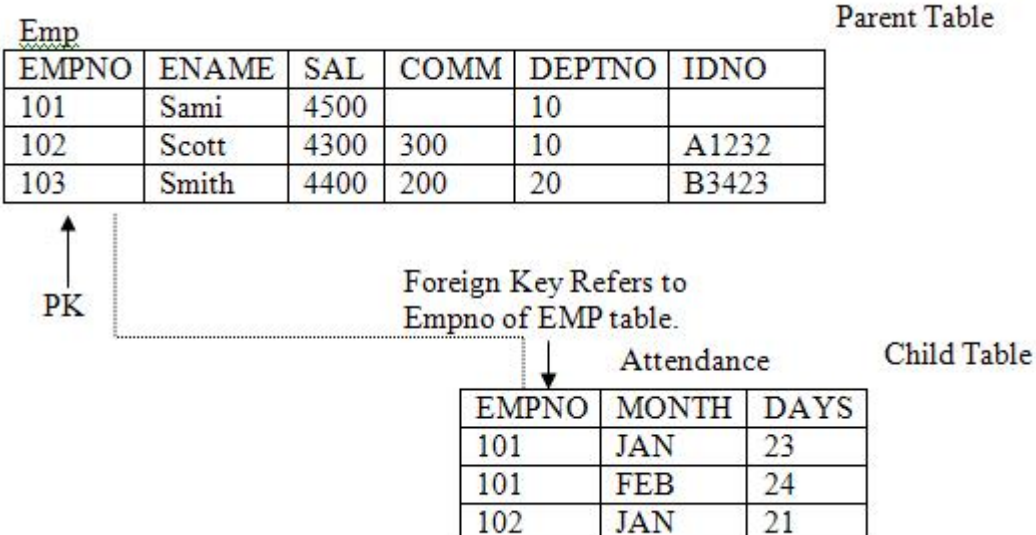 Parent Table
Emp
EMPNO ENAME SAL COMM DEPTNO IDNO
101 Sami 4500 10
102 Scott 4300 300 10 A1232
103 Smith 4400 200 20 B3423
PK
Foreign Key Refers to
Empno of EMP table.
Attendance
Child Table
EMPNO MONTH DAYS
101 JAN 23
101 FEB 24
102 JAN 21